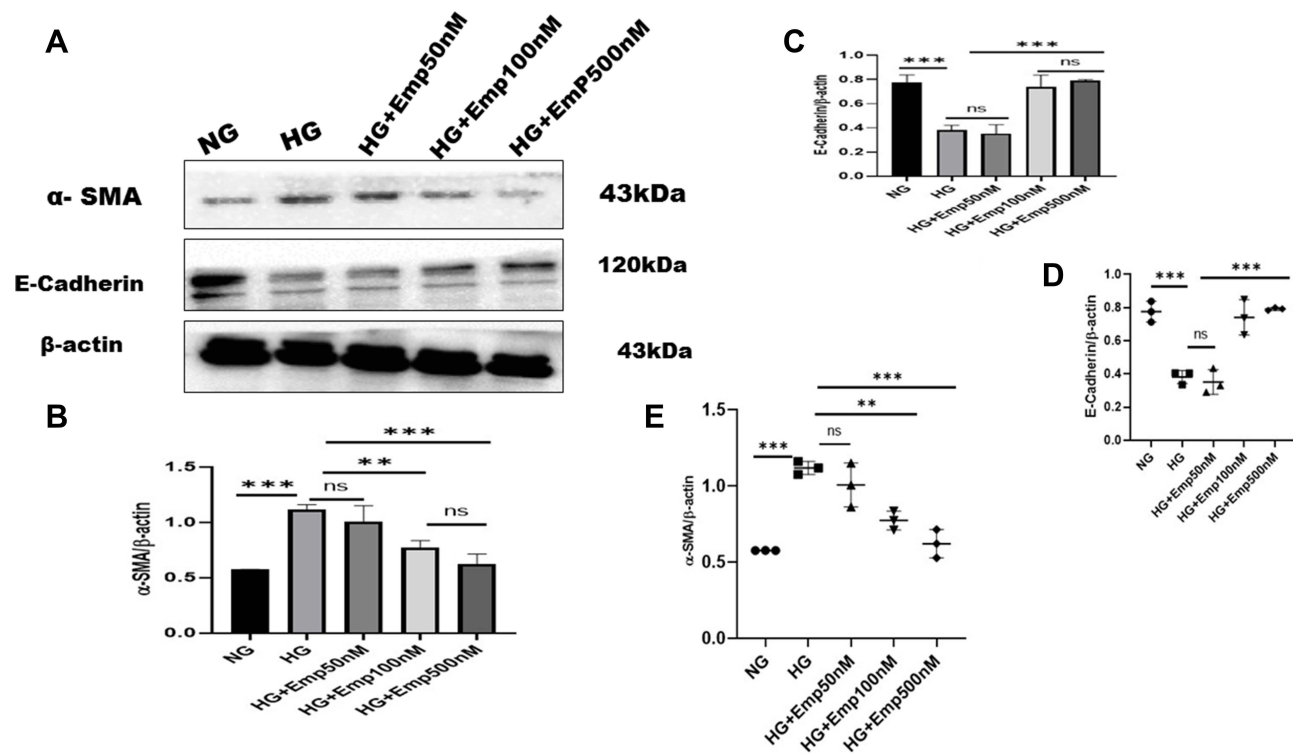 A
NG
HG
HG+Emp50nM
HG+Emp100nM
HG+EmP500nM
α- SMA
43kDa
E-Cadherin
120kDa
β-actin
43kDa
B
α-SMA/β-actin
1.5
1.0
0.5
0.0
***
***
**
ns
ns
NG
HG
HG+Emp50nM
HG+Emp100nM
HG+Emp500nM
C
E-Cadherin/β-actin
1.0
0.8
0.6
0.4
0.2
0.0
***
***
ns
ns
NG
HG
HG+Emp50nM
HG+Emp100nM
HG+Emp500nM
D
E-Cadherin/β-actin
1.0
0.8
0.6
0.4
0.2
0.0
***
***
ns
NG
HG
HG+Emp50nM
HG+Emp100nM
HG+Emp500nM
E
α-SMA/β-actin
1.5
1.0
0.5
0.0
***
**
***
ns
NG
HG
HG+Emp50nM
HG+Emp100nM
HG+Emp500nM